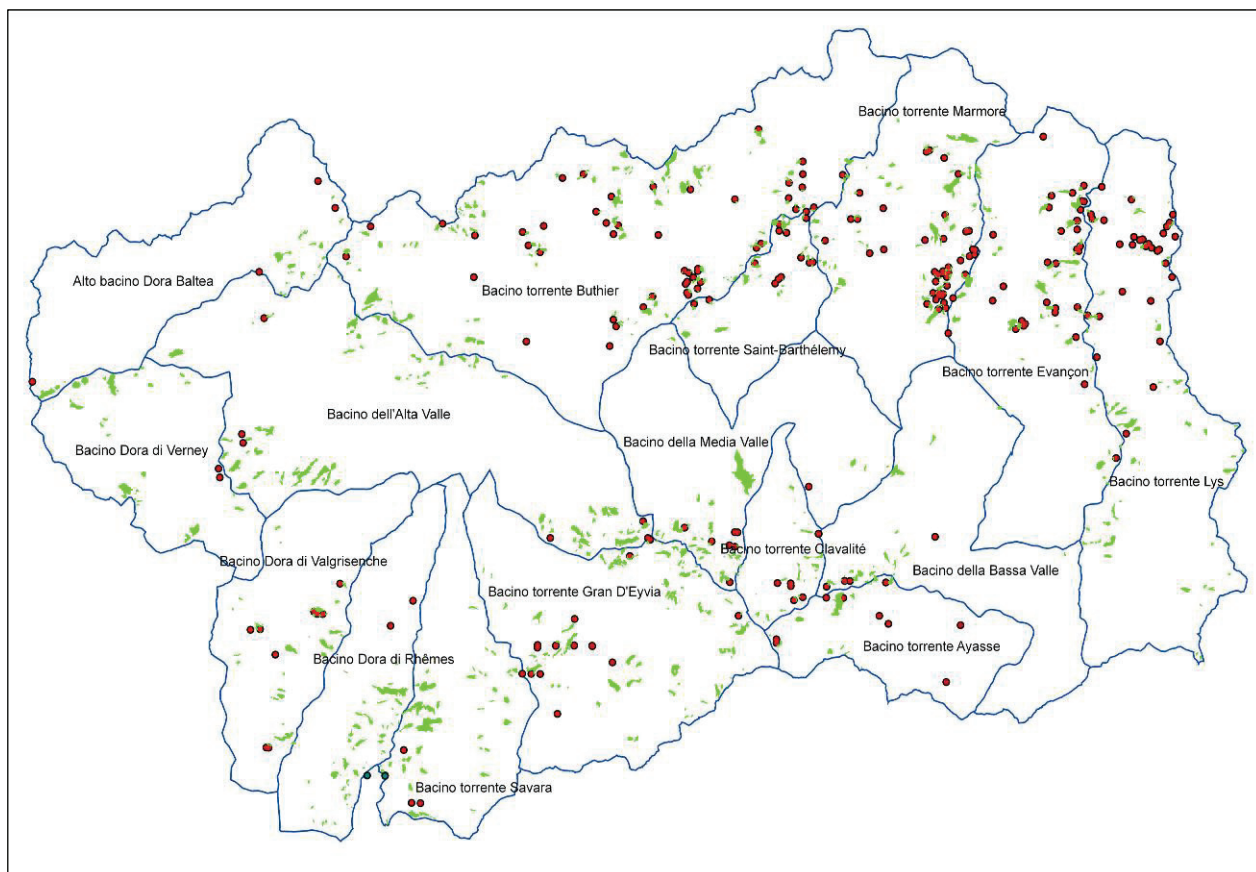 Bacino torrente Marmore
Alto bacino Dora Baltea
Bacino torrente Buthier
Bacino torrente Saint-Barthélemy
Bacino torrente Evançon
Bacino dell'Alta Valle
Bacino Dora di Verney
Bacino della Media Valle
Bacino torrente Lys
Bacino torrente Clavalité
Bacino Dora di Valgrisenche
Bacino della Bassa Valle
Bacino torrente Gran D'Eyvia
Bacino torrente Ayasse
Bacino Dora di Rhêmes
Bacino torrente Savara